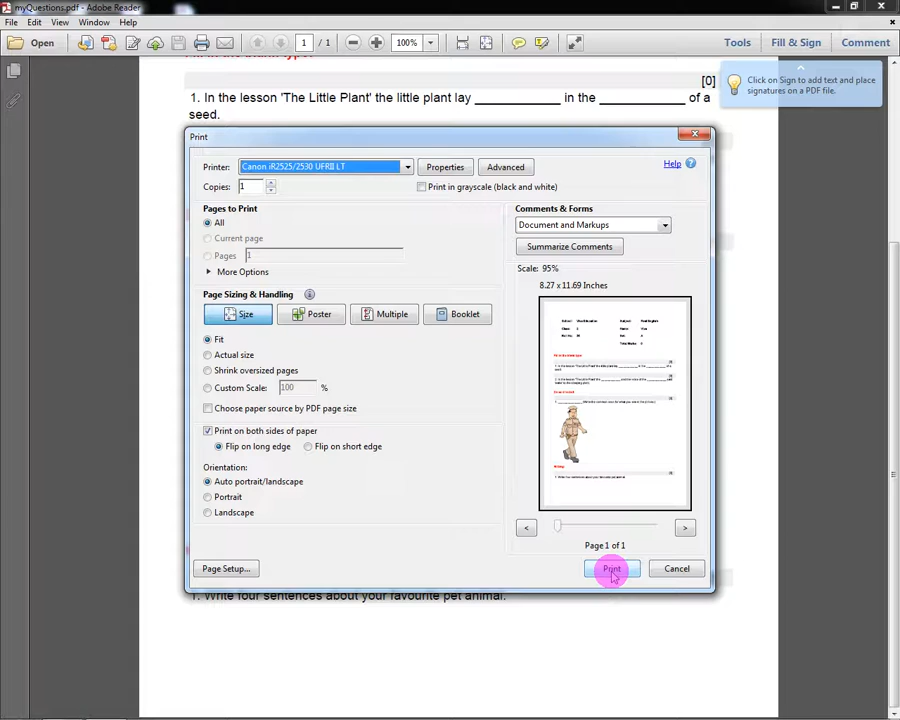 myQuestions.pdf - Adobe Reader
File Edit View Window Help
Open 1 / 1 100% Tools Fill & Sign Comment
Click on Sign to add text and place
signatures on a PDF file.
[0]
1. In the lesson 'The Little Plant' the little plant lay ____________ in the ____________ of a
seed.
Print
Printer: Canon iR2525/2530 UFRII LT Properties Advanced Help
Copies: 1 Print in grayscale (black and white)
Pages to Print
All
Current page
Pages 1
More Options
Page Sizing & Handling
Size Poster Multiple Booklet
Fit
Actual size
Shrink oversized pages
Custom Scale: 100 %
Choose paper source by PDF page size
Print on both sides of paper
Flip on long edge Flip on short edge
Orientation:
Auto portrait/landscape
Portrait
Landscape
Comments & Forms
Document and Markups
Summarize Comments
Scale: 95%
8.27 x 11.69 Inches
< >
Page 1 of 1
Page Setup... Print Cancel
1. Write four sentences about your favourite pet animal.